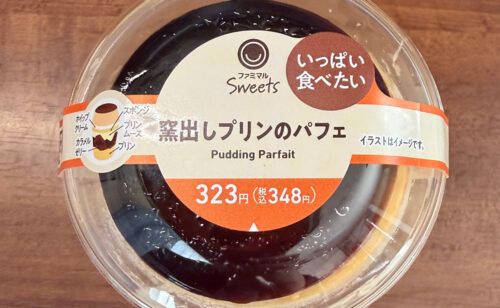 ファミマル
Sweets
いっぱい
食べたい
窯出しプリンのパフェ
Pudding Parfait
323円(税込348円)
ホイップ
クリーム
カラメル
ゼリー
スポンジ
プリン
ムース
プリン
イラストはイメージです。